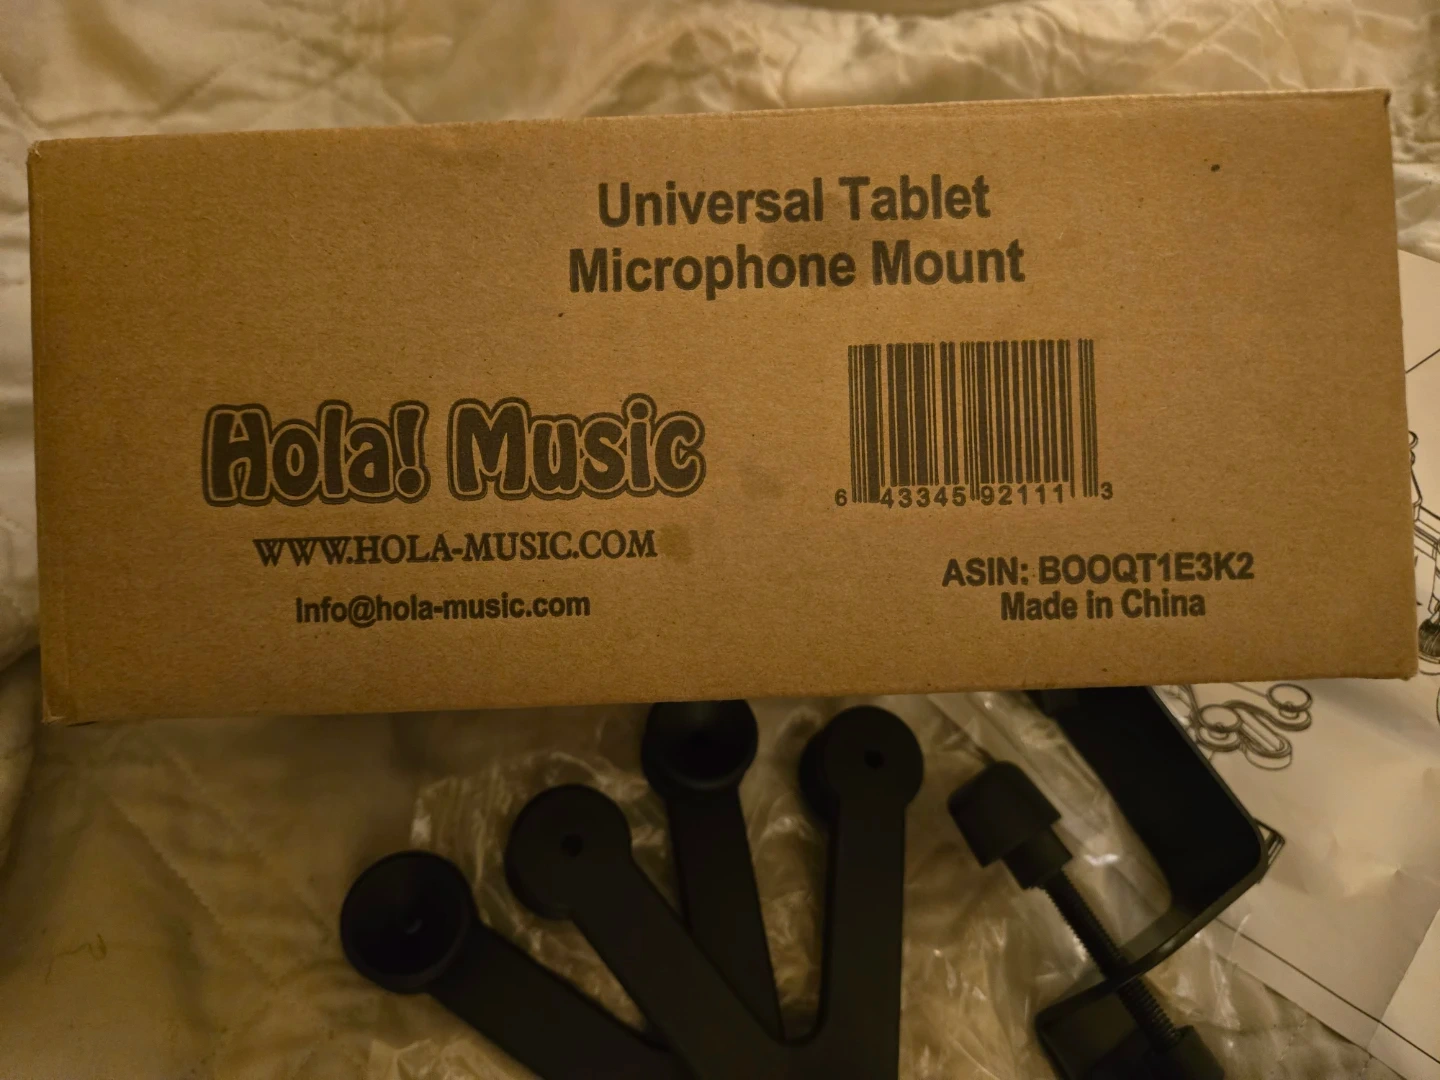 Universal Tablet
Microphone Mount
Hola! Music
WWW.HOLA-MUSIC.COM
info@hola-music.com
6 43345 92111 3
ASIN: BOOQT1E3K2
Made in China